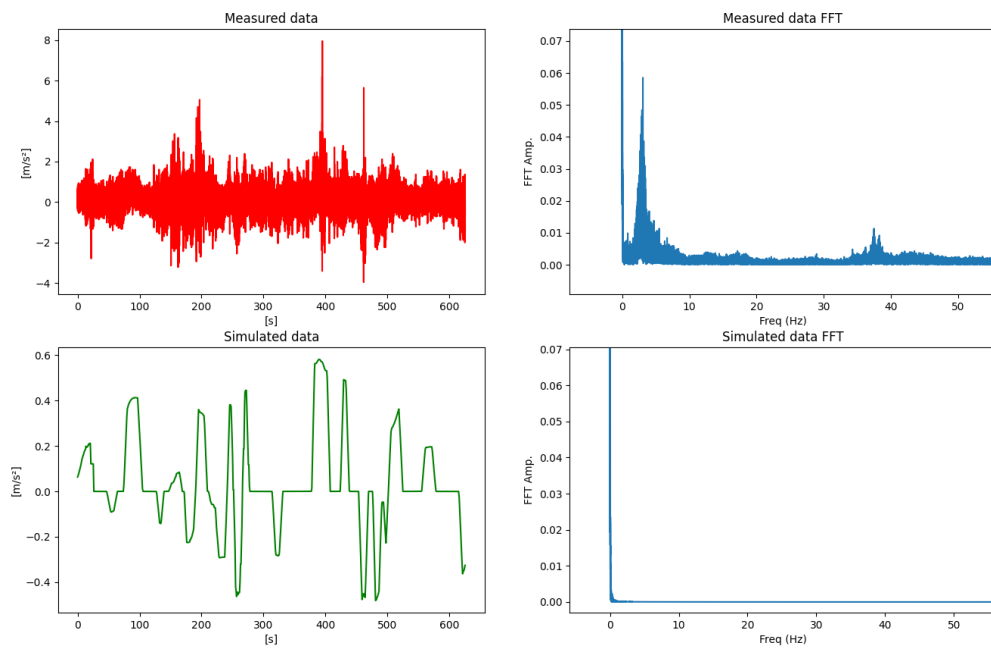 Measured data
[m/s²]
8
6
4
2
0
−2
−4
0 100 200 300 400 500 600
[s]
Measured data FFT
FFT Amp.
0.07
0.06
0.05
0.04
0.03
0.02
0.01
0.00
0 10 20 30 40 50
Freq (Hz)
Simulated data
[m/s²]
0.6
0.4
0.2
0.0
−0.2
−0.4
0 100 200 300 400 500 600
[s]
Simulated data FFT
FFT Amp.
0.07
0.06
0.05
0.04
0.03
0.02
0.01
0.00
0 10 20 30 40 50
Freq (Hz)